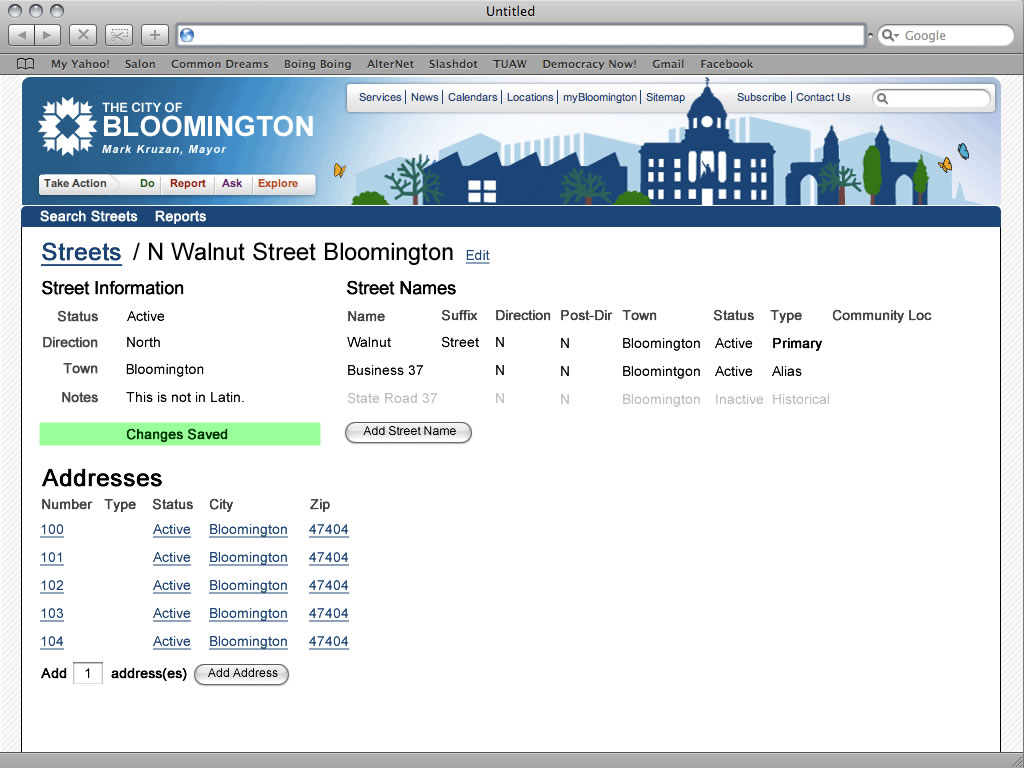 Untitled
Google
My Yahoo! Salon Common Dreams Boing Boing AlterNet Slashdot TUAW Democracy Now! Gmail Facebook
Services News Calendars Locations myBloomington Sitemap Subscribe Contact Us
THE CITY OF
BLOOMINGTON
Mark Kruzan, Mayor
Take Action Do Report Ask Explore
Search Streets Reports
Streets / N Walnut Street Bloomington Edit
Street Information
Status Active
Direction North
Town Bloomington
Notes This is not in Latin.
Changes Saved
Street Names
Name Suffix Direction Post-Dir Town Status Type Community Loc
Walnut Street N N Bloomington Active Primary
Business 37 N N Bloomintgon Active Alias
State Road 37 N N Bloomington Inactive Historical
Add Street Name
Addresses
Number Type Status City Zip
100 Active Bloomington 47404
101 Active Bloomington 47404
102 Active Bloomington 47404
103 Active Bloomington 47404
104 Active Bloomington 47404
Add 1 address(es) Add Address